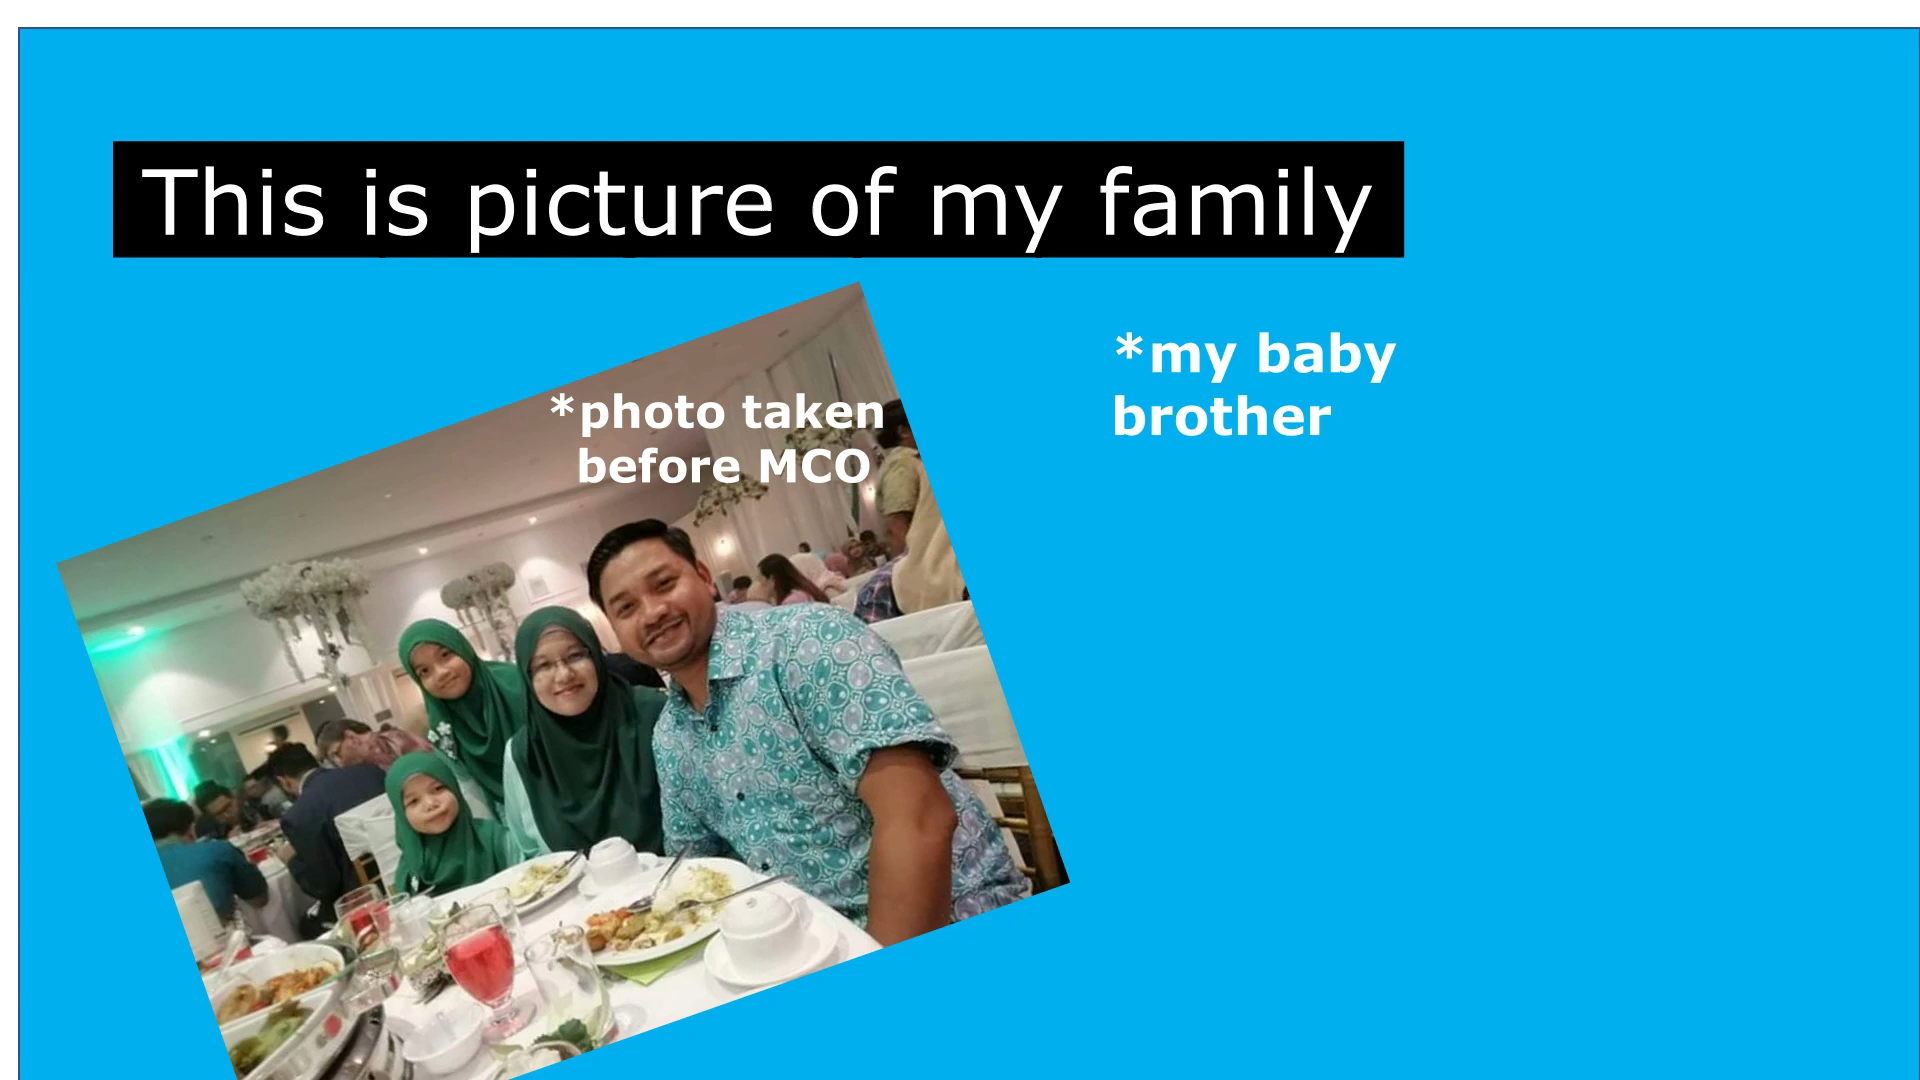 This is picture of my family
*photo taken
before MCO
*my baby
brother